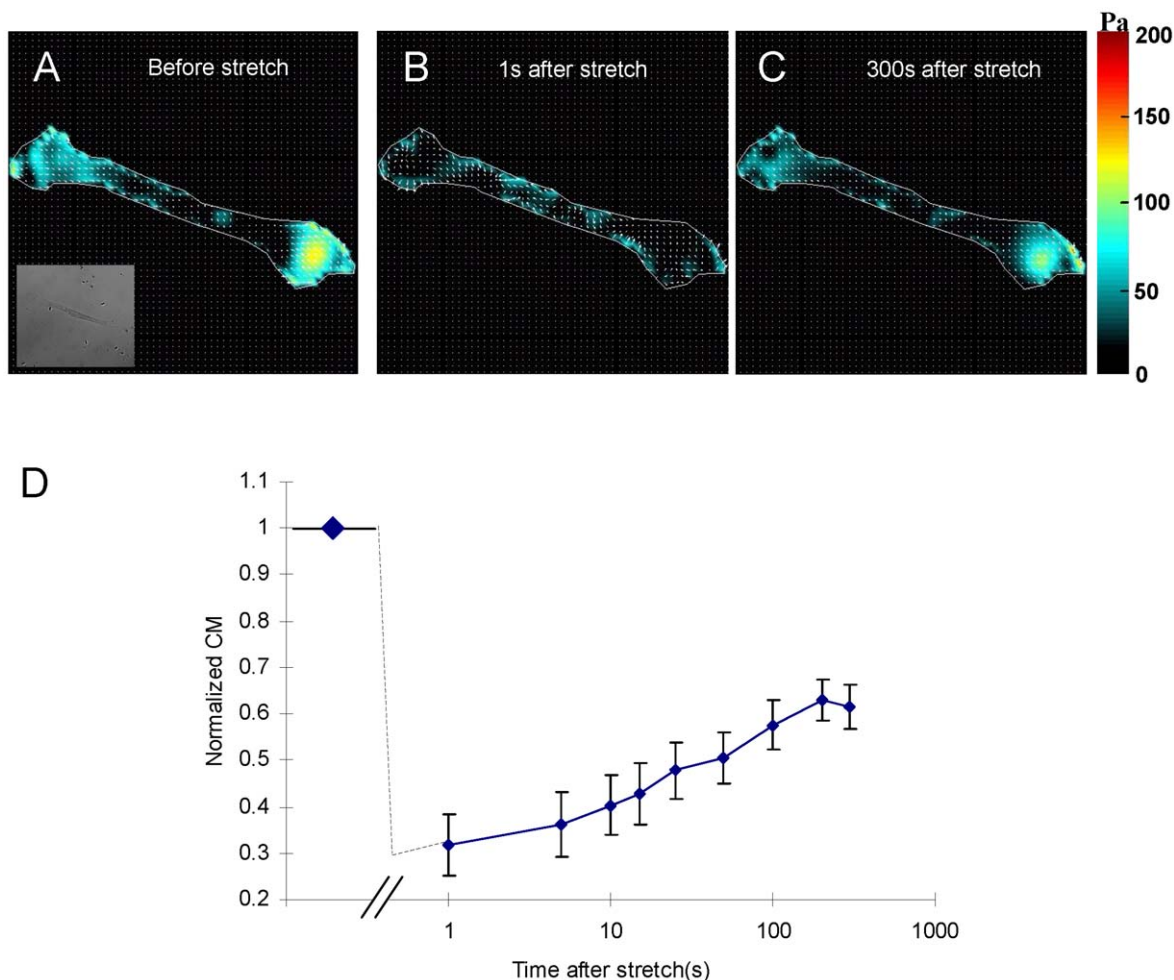 Pa
A
Before stretch
B
1s after stretch
C
300s after stretch
200
150
100
50
0
D
1.1
1
0.9
0.8
0.7
0.6
0.5
0.4
0.3
0.2
Normalized CM
1
10
100
1000
Time after stretch(s)